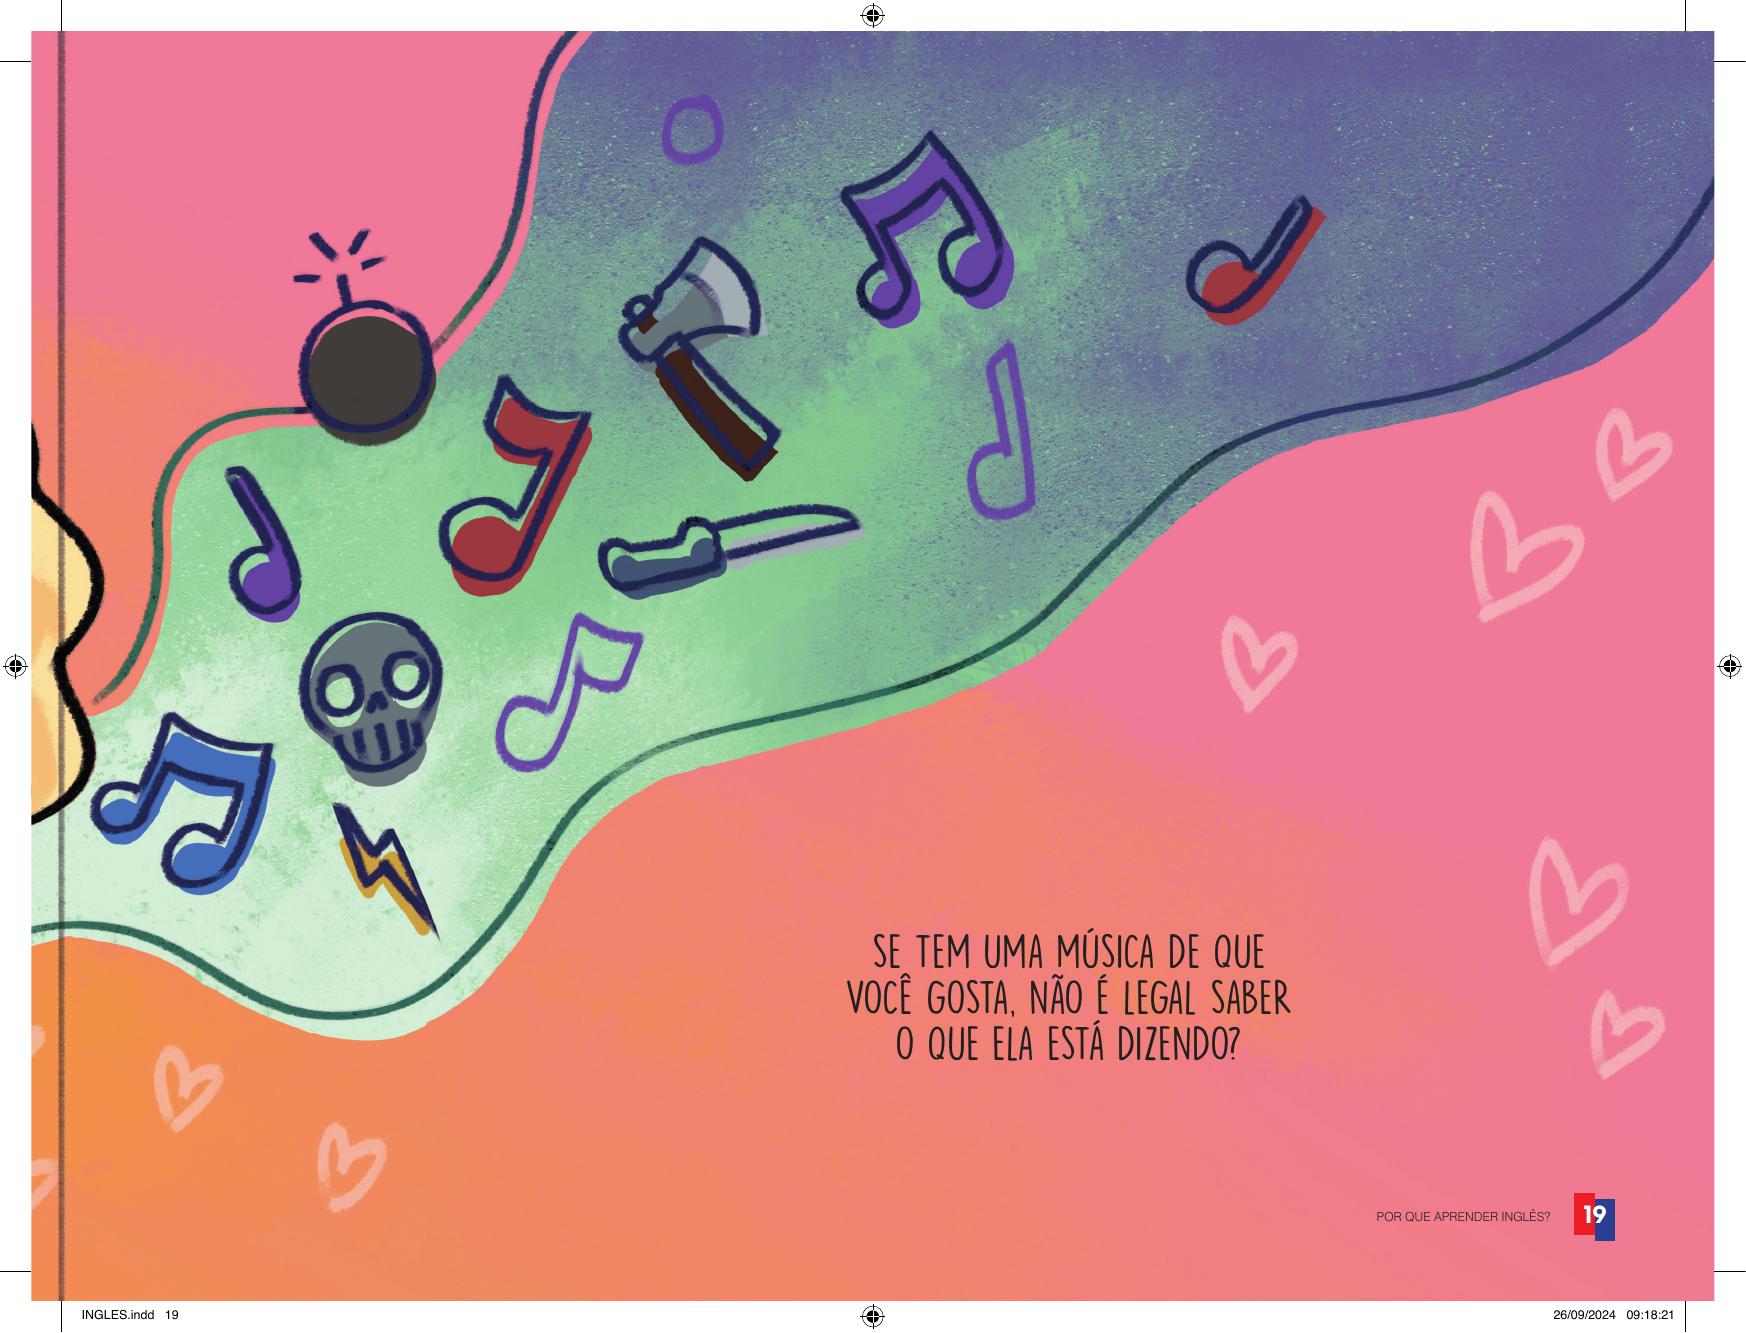 SE TEM UMA MÚSICA DE QUE
VOCÊ GOSTA, NÃO É LEGAL SABER
O QUE ELA ESTÁ DIZENDO?
POR QUE APRENDER INGLÊS? 19
INGLES.indd 19 26/09/2024 09:18:21